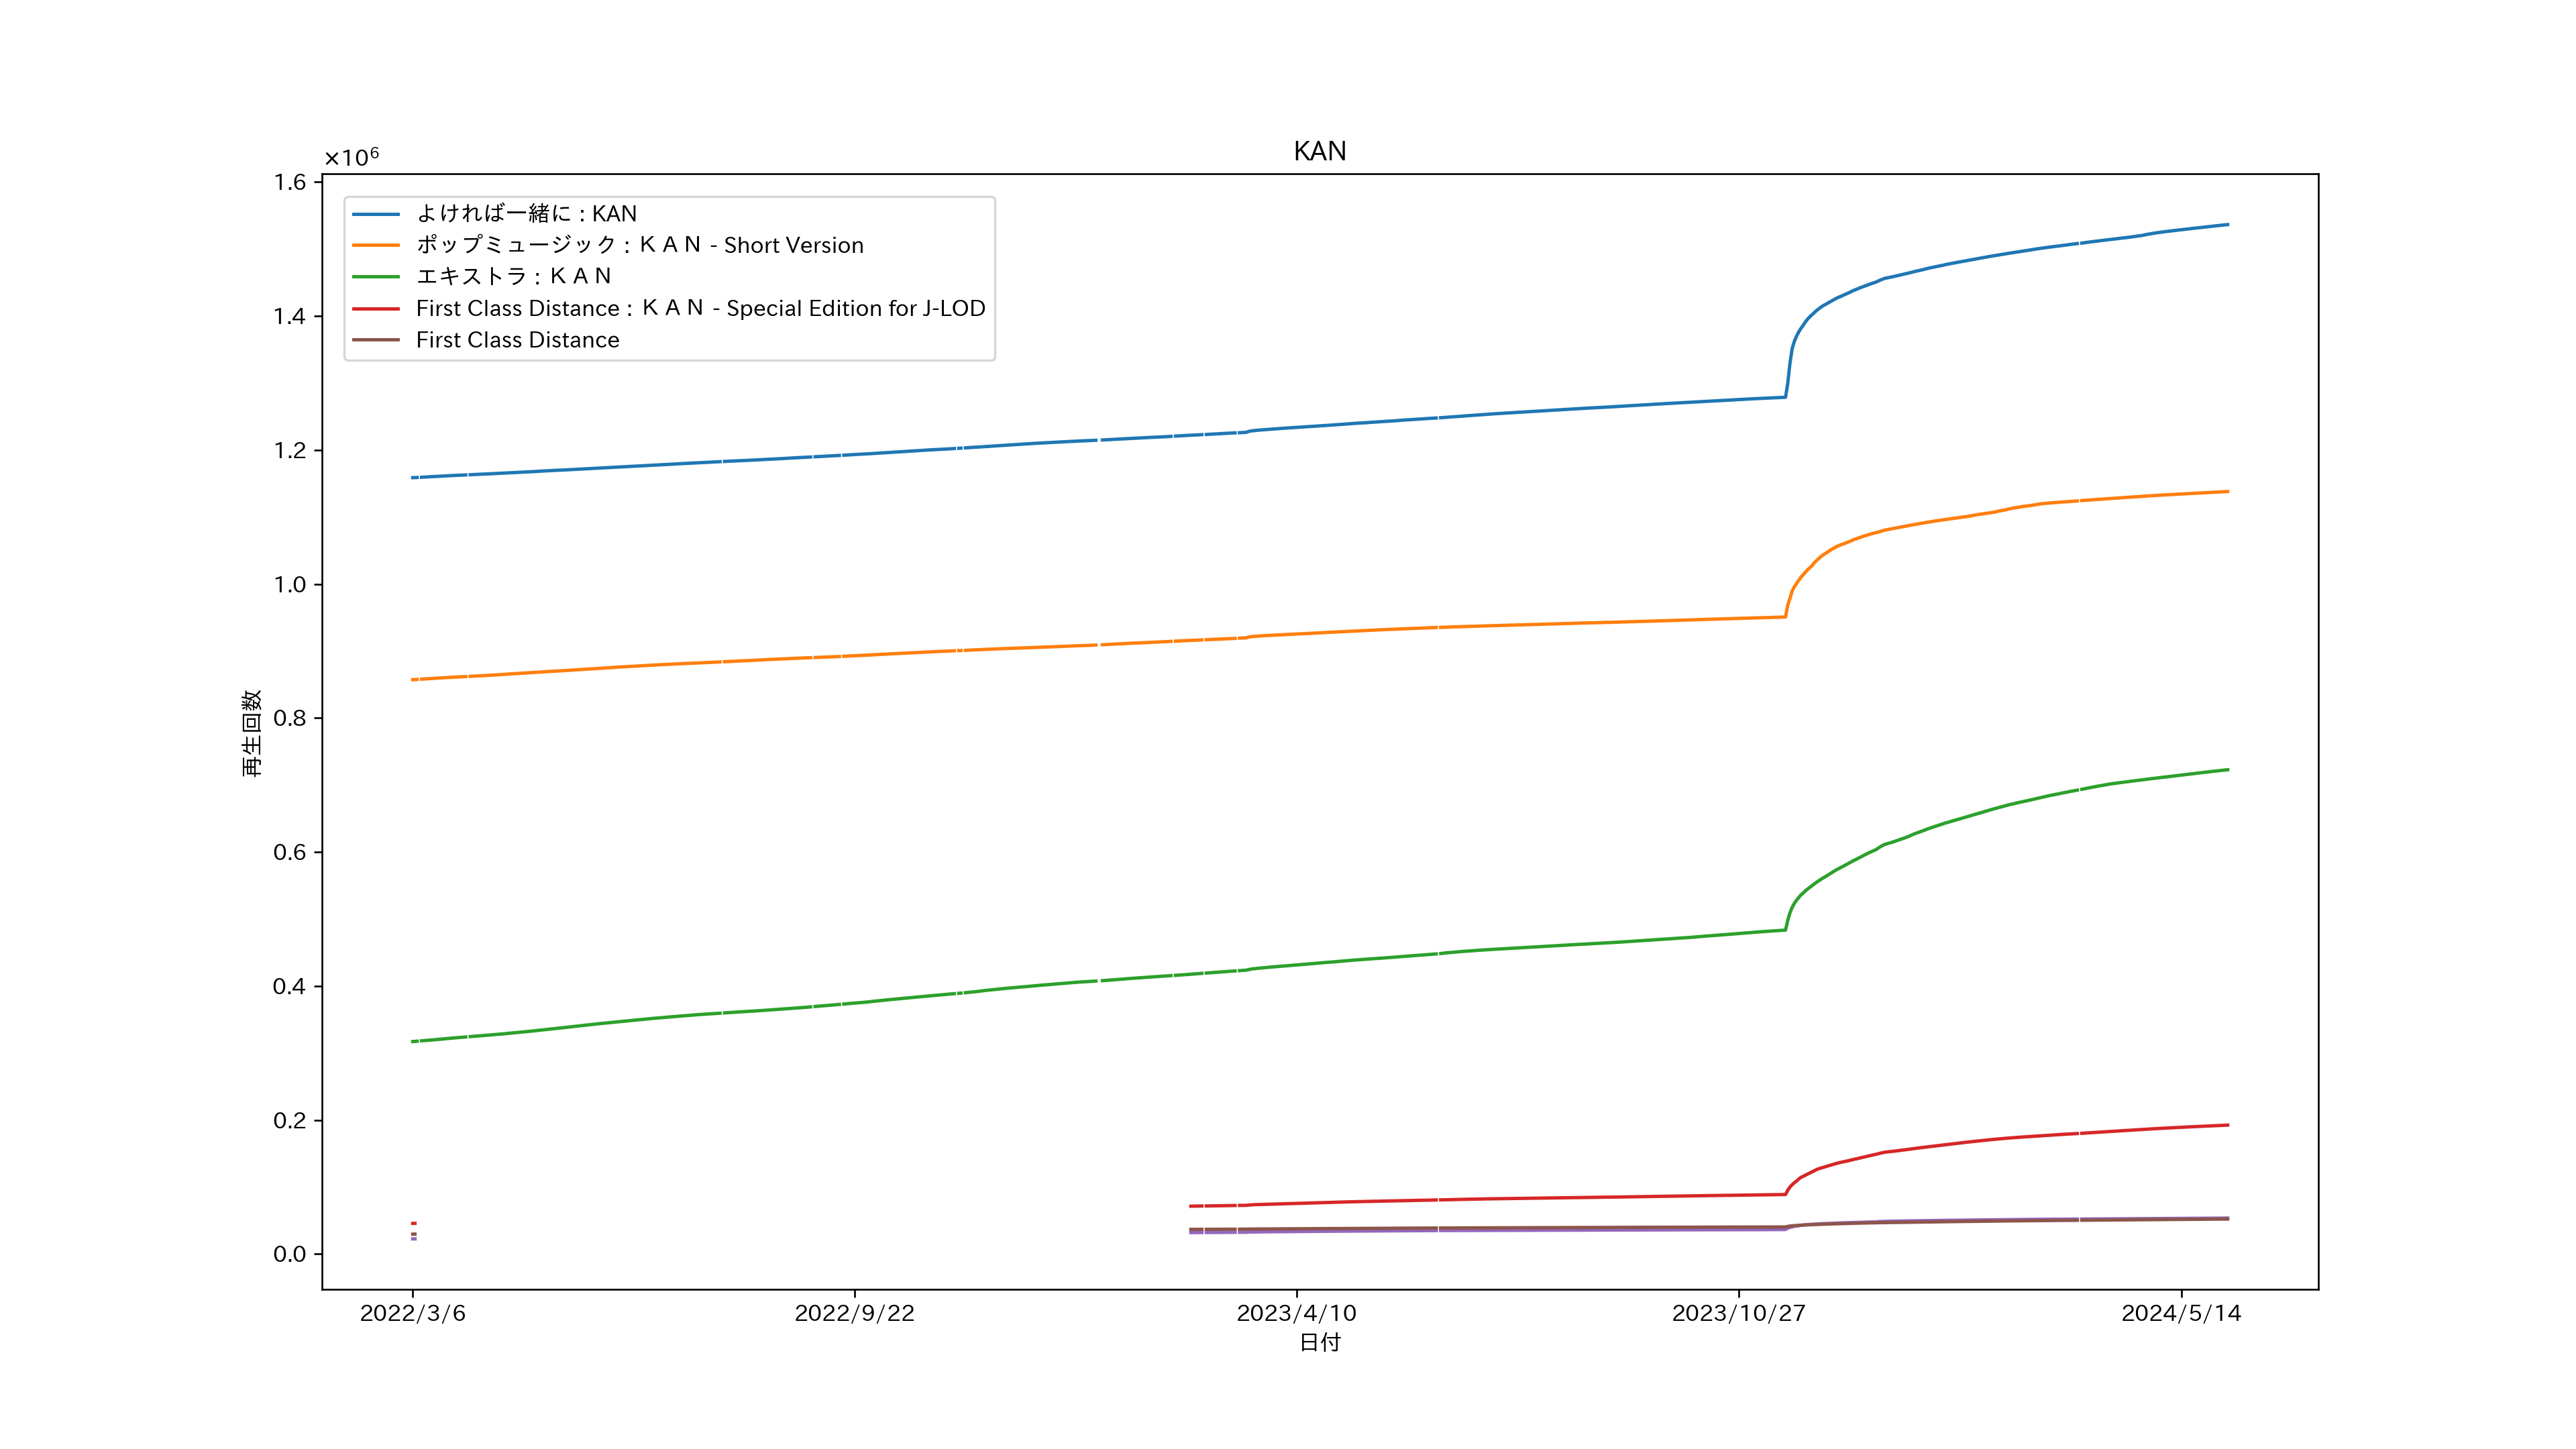 KAN
×10⁶
1.6
1.4
1.2
1.0
0.8
0.6
0.4
0.2
0.0
再生回数
よければ一緒に : KAN
ポップミュージック : ＫＡＮ - Short Version
エキストラ : ＫＡＮ
First Class Distance : ＫＡＮ - Special Edition for J-LOD
First Class Distance
2022/3/6 2022/9/22 2023/4/10 2023/10/27 2024/5/14
日付